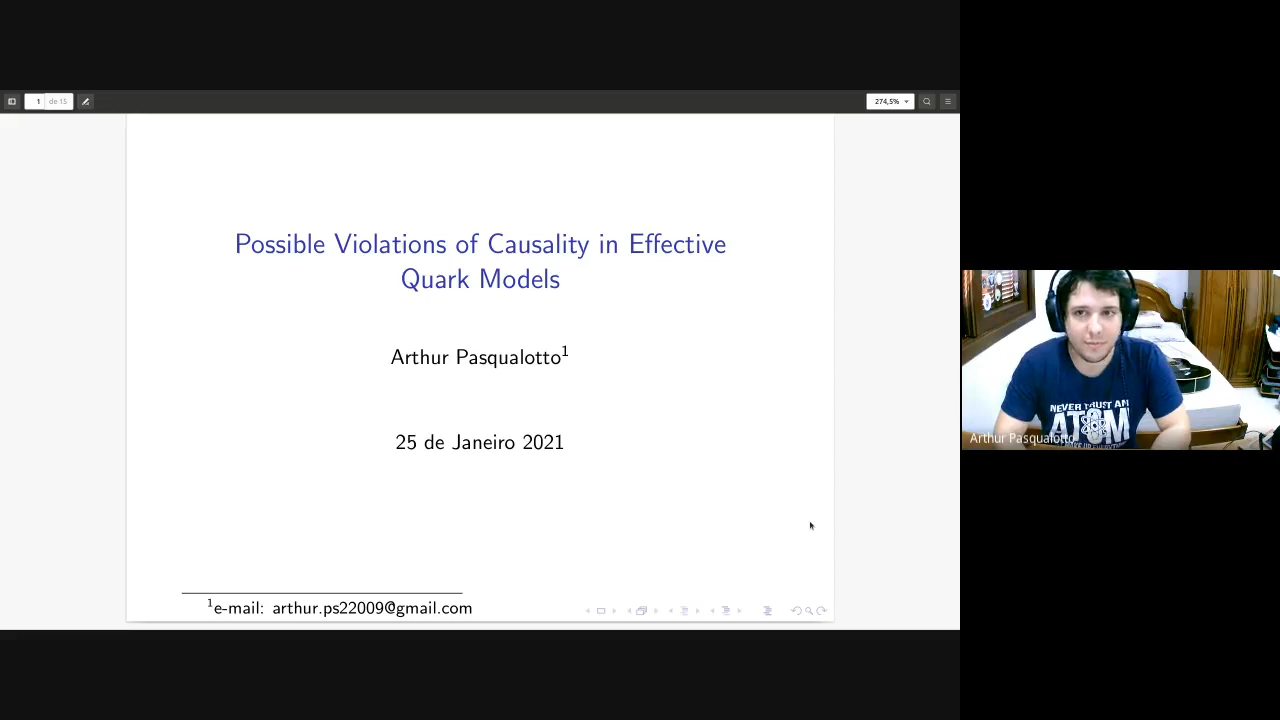 1 de 15
274,5%
Possible Violations of Causality in Effective
Quark Models
Arthur Pasqualotto¹
25 de Janeiro 2021
¹e-mail: arthur.ps22009@gmail.com
NEVER TRUST AN
ATOM
Arthur Pasqualotto